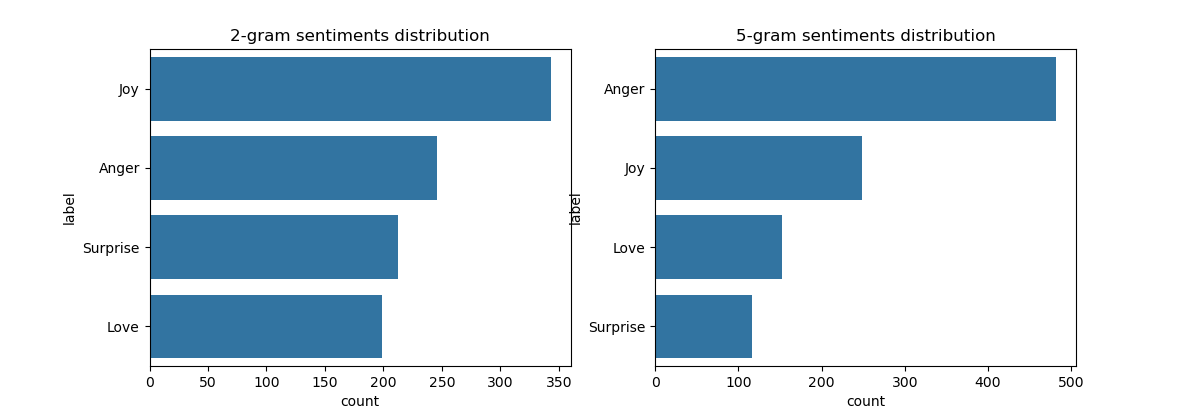 2-gram sentiments distribution
Joy
Anger
Surprise
Love
label
0 50 100 150 200 250 300 350
count
5-gram sentiments distribution
Anger
Joy
Love
Surprise
label
0 100 200 300 400 500
count